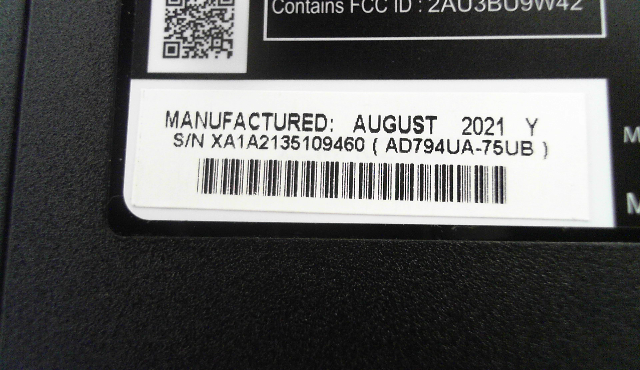 Contains FCC ID : 2AU3BU9W42
MANUFACTURED: AUGUST 2021 Y
S/N XA1A2135109460 ( AD794UA-75UB )
M
M